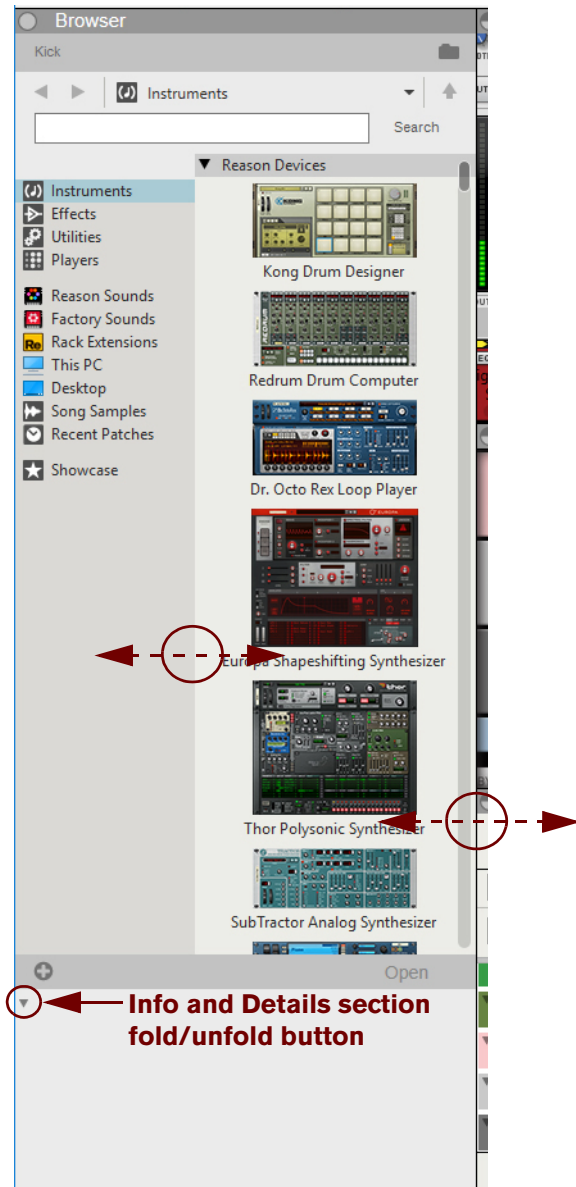 Browser
Kick
Instruments
Search
Reason Devices
Instruments
Effects
Utilities
Players
Reason Sounds
Factory Sounds
Re Rack Extensions
This PC
Desktop
Song Samples
Recent Patches
Showcase
Kong Drum Designer
Redrum Drum Computer
Dr. Octo Rex Loop Player
Europa Shapeshifting Synthesizer
Thor Polysonic Synthesizer
SubTractor Analog Synthesizer
Open
Info and Details section
fold/unfold button